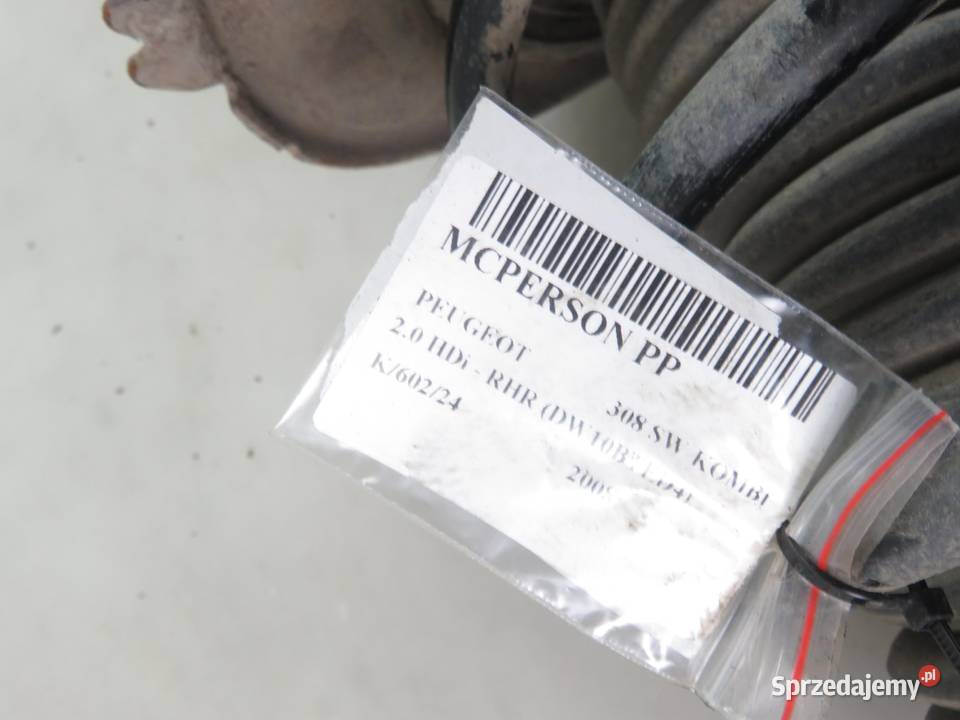 MCPERSON PP
PEUGEOT 308 SW KOMBI
2.0 HDi - RHR (DW10B
K/602/24
Sprzedajemy.pl